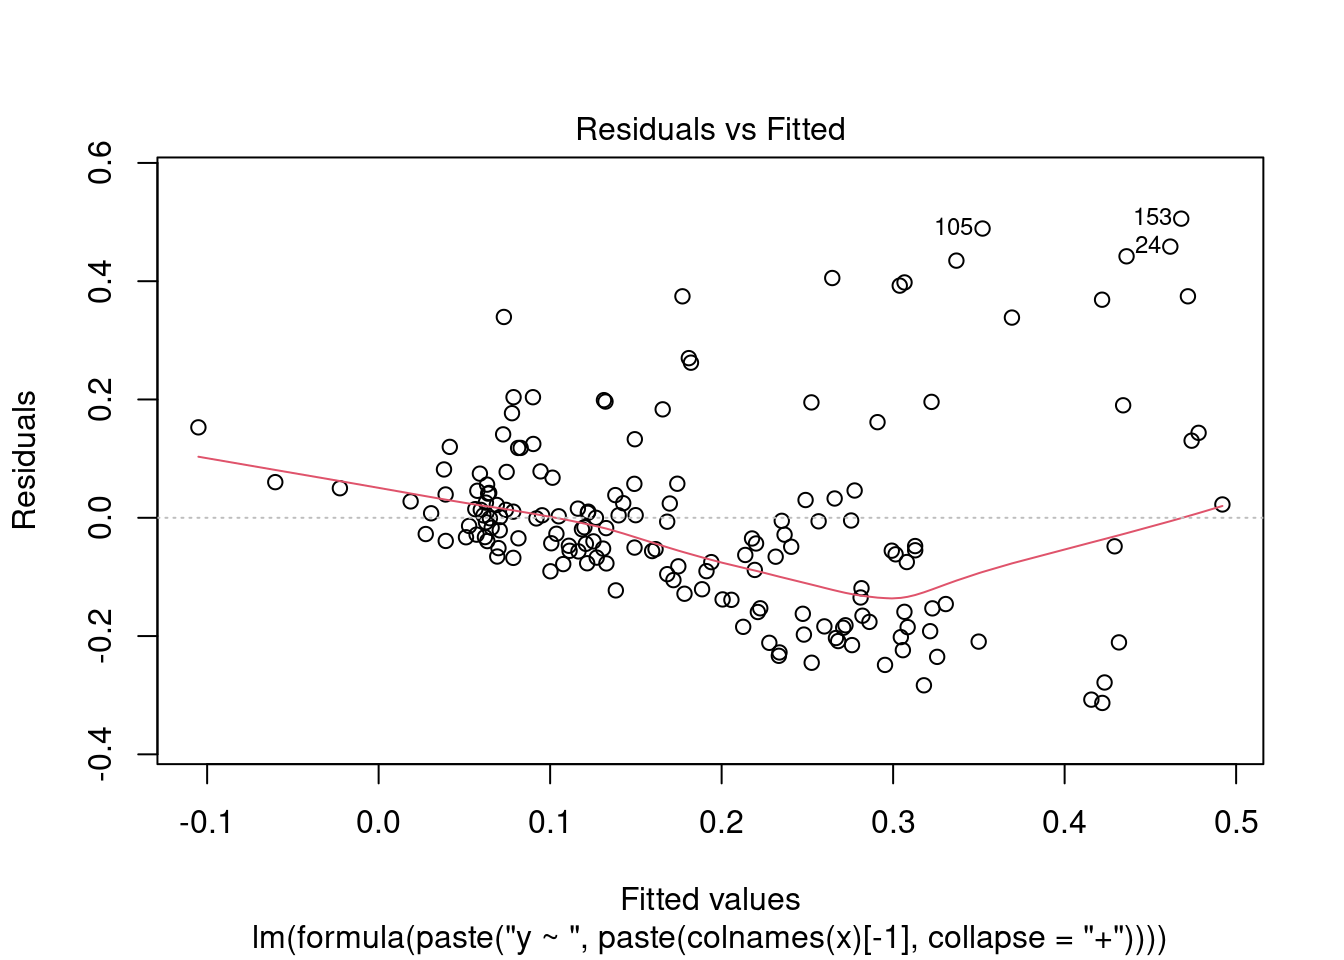 Residuals vs Fitted
0.6
0.4
0.2
0.0
-0.2
-0.4
Residuals
105
153
24
-0.1 0.0 0.1 0.2 0.3 0.4 0.5
Fitted values
lm(formula(paste("y ~ ", paste(colnames(x)[-1], collapse = "+"))))